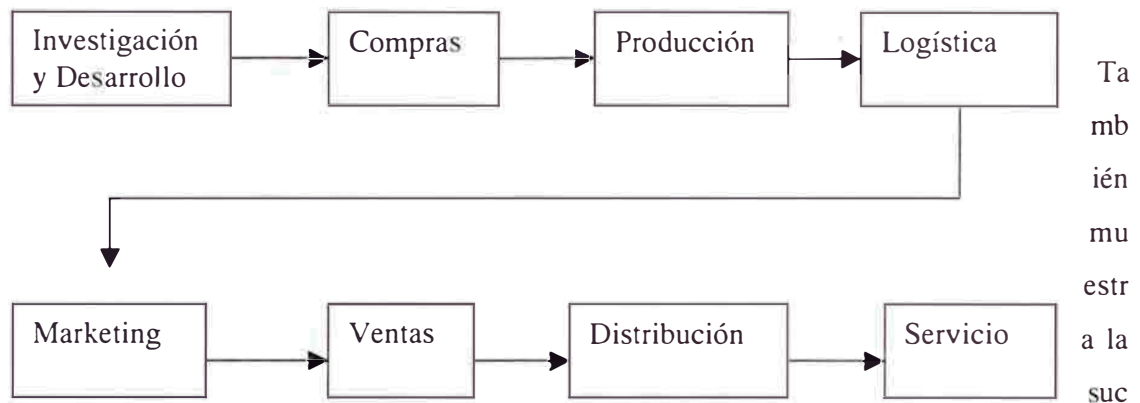 Investigación
y Desarrollo
Compras
Producción
Logística
Marketing
Ventas
Distribución
Servicio
Ta
mb
ién
mu
estr
a la
suc